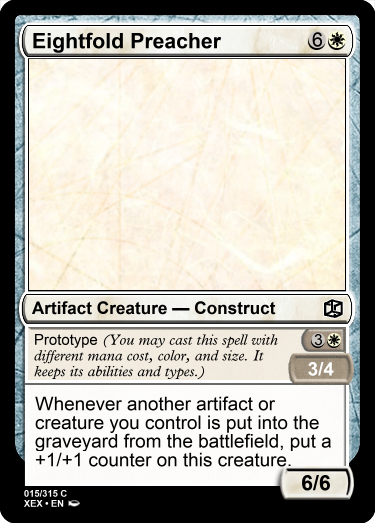 Eightfold Preacher 6
Artifact Creature — Construct
Prototype (You may cast this spell with 3
different mana cost, color, and size. It
keeps its abilities and types.) 3/4
Whenever another artifact or
creature you control is put into the
graveyard from the battlefield, put a
+1/+1 counter on this creature.
6/6
015/315 C
XEX • EN